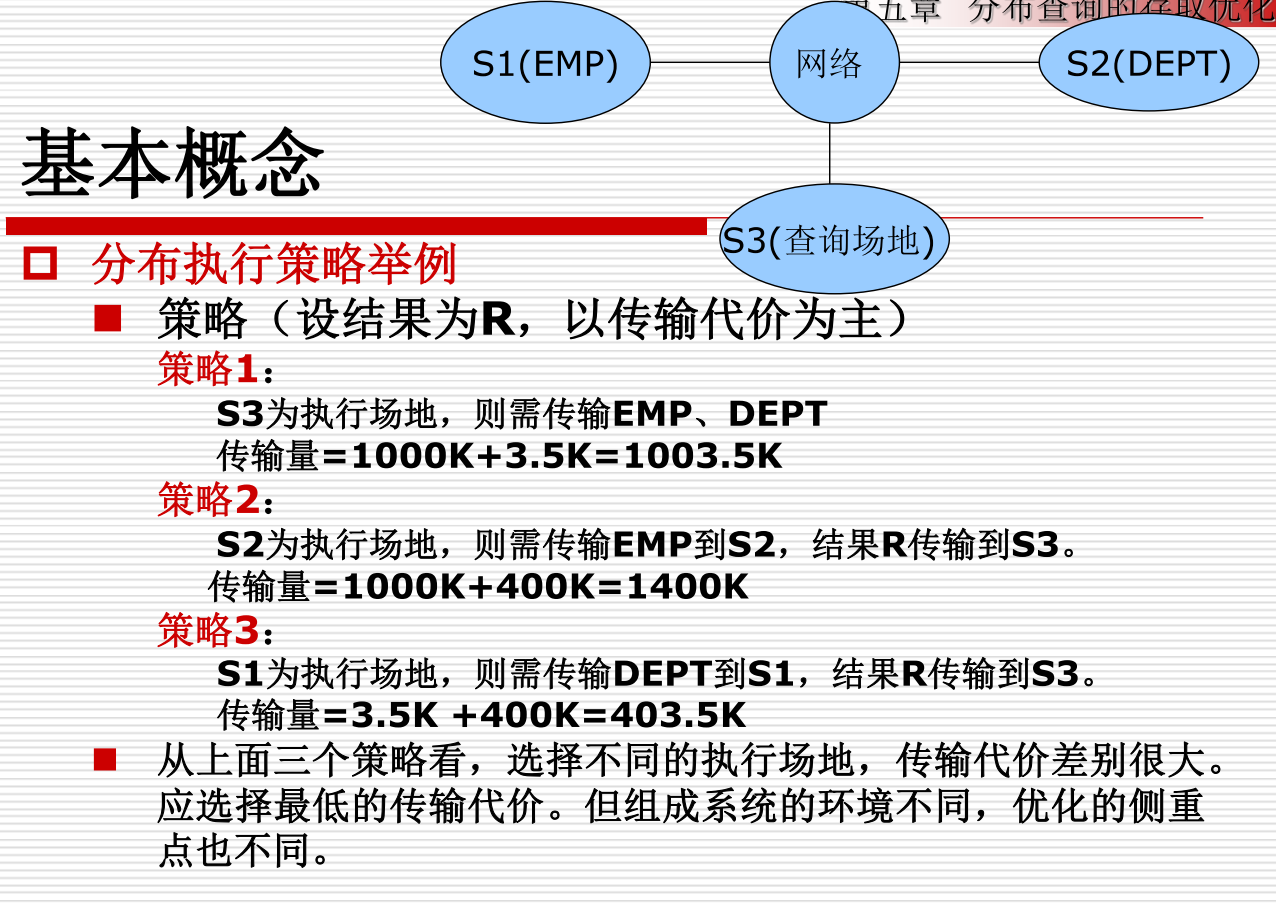 第五章 分布查询的存取优化
S1(EMP)
网络
S2(DEPT)
基本概念
S3(查询场地)
分布执行策略举例
策略（设结果为R，以传输代价为主）
策略1：
S3为执行场地，则需传输EMP、DEPT
传输量=1000K+3.5K=1003.5K
策略2：
S2为执行场地，则需传输EMP到S2，结果R传输到S3。
传输量=1000K+400K=1400K
策略3：
S1为执行场地，则需传输DEPT到S1，结果R传输到S3。
传输量=3.5K +400K=403.5K
从上面三个策略看，选择不同的执行场地，传输代价差别很大。
应选择最低的传输代价。但组成系统的环境不同，优化的侧重
点也不同。